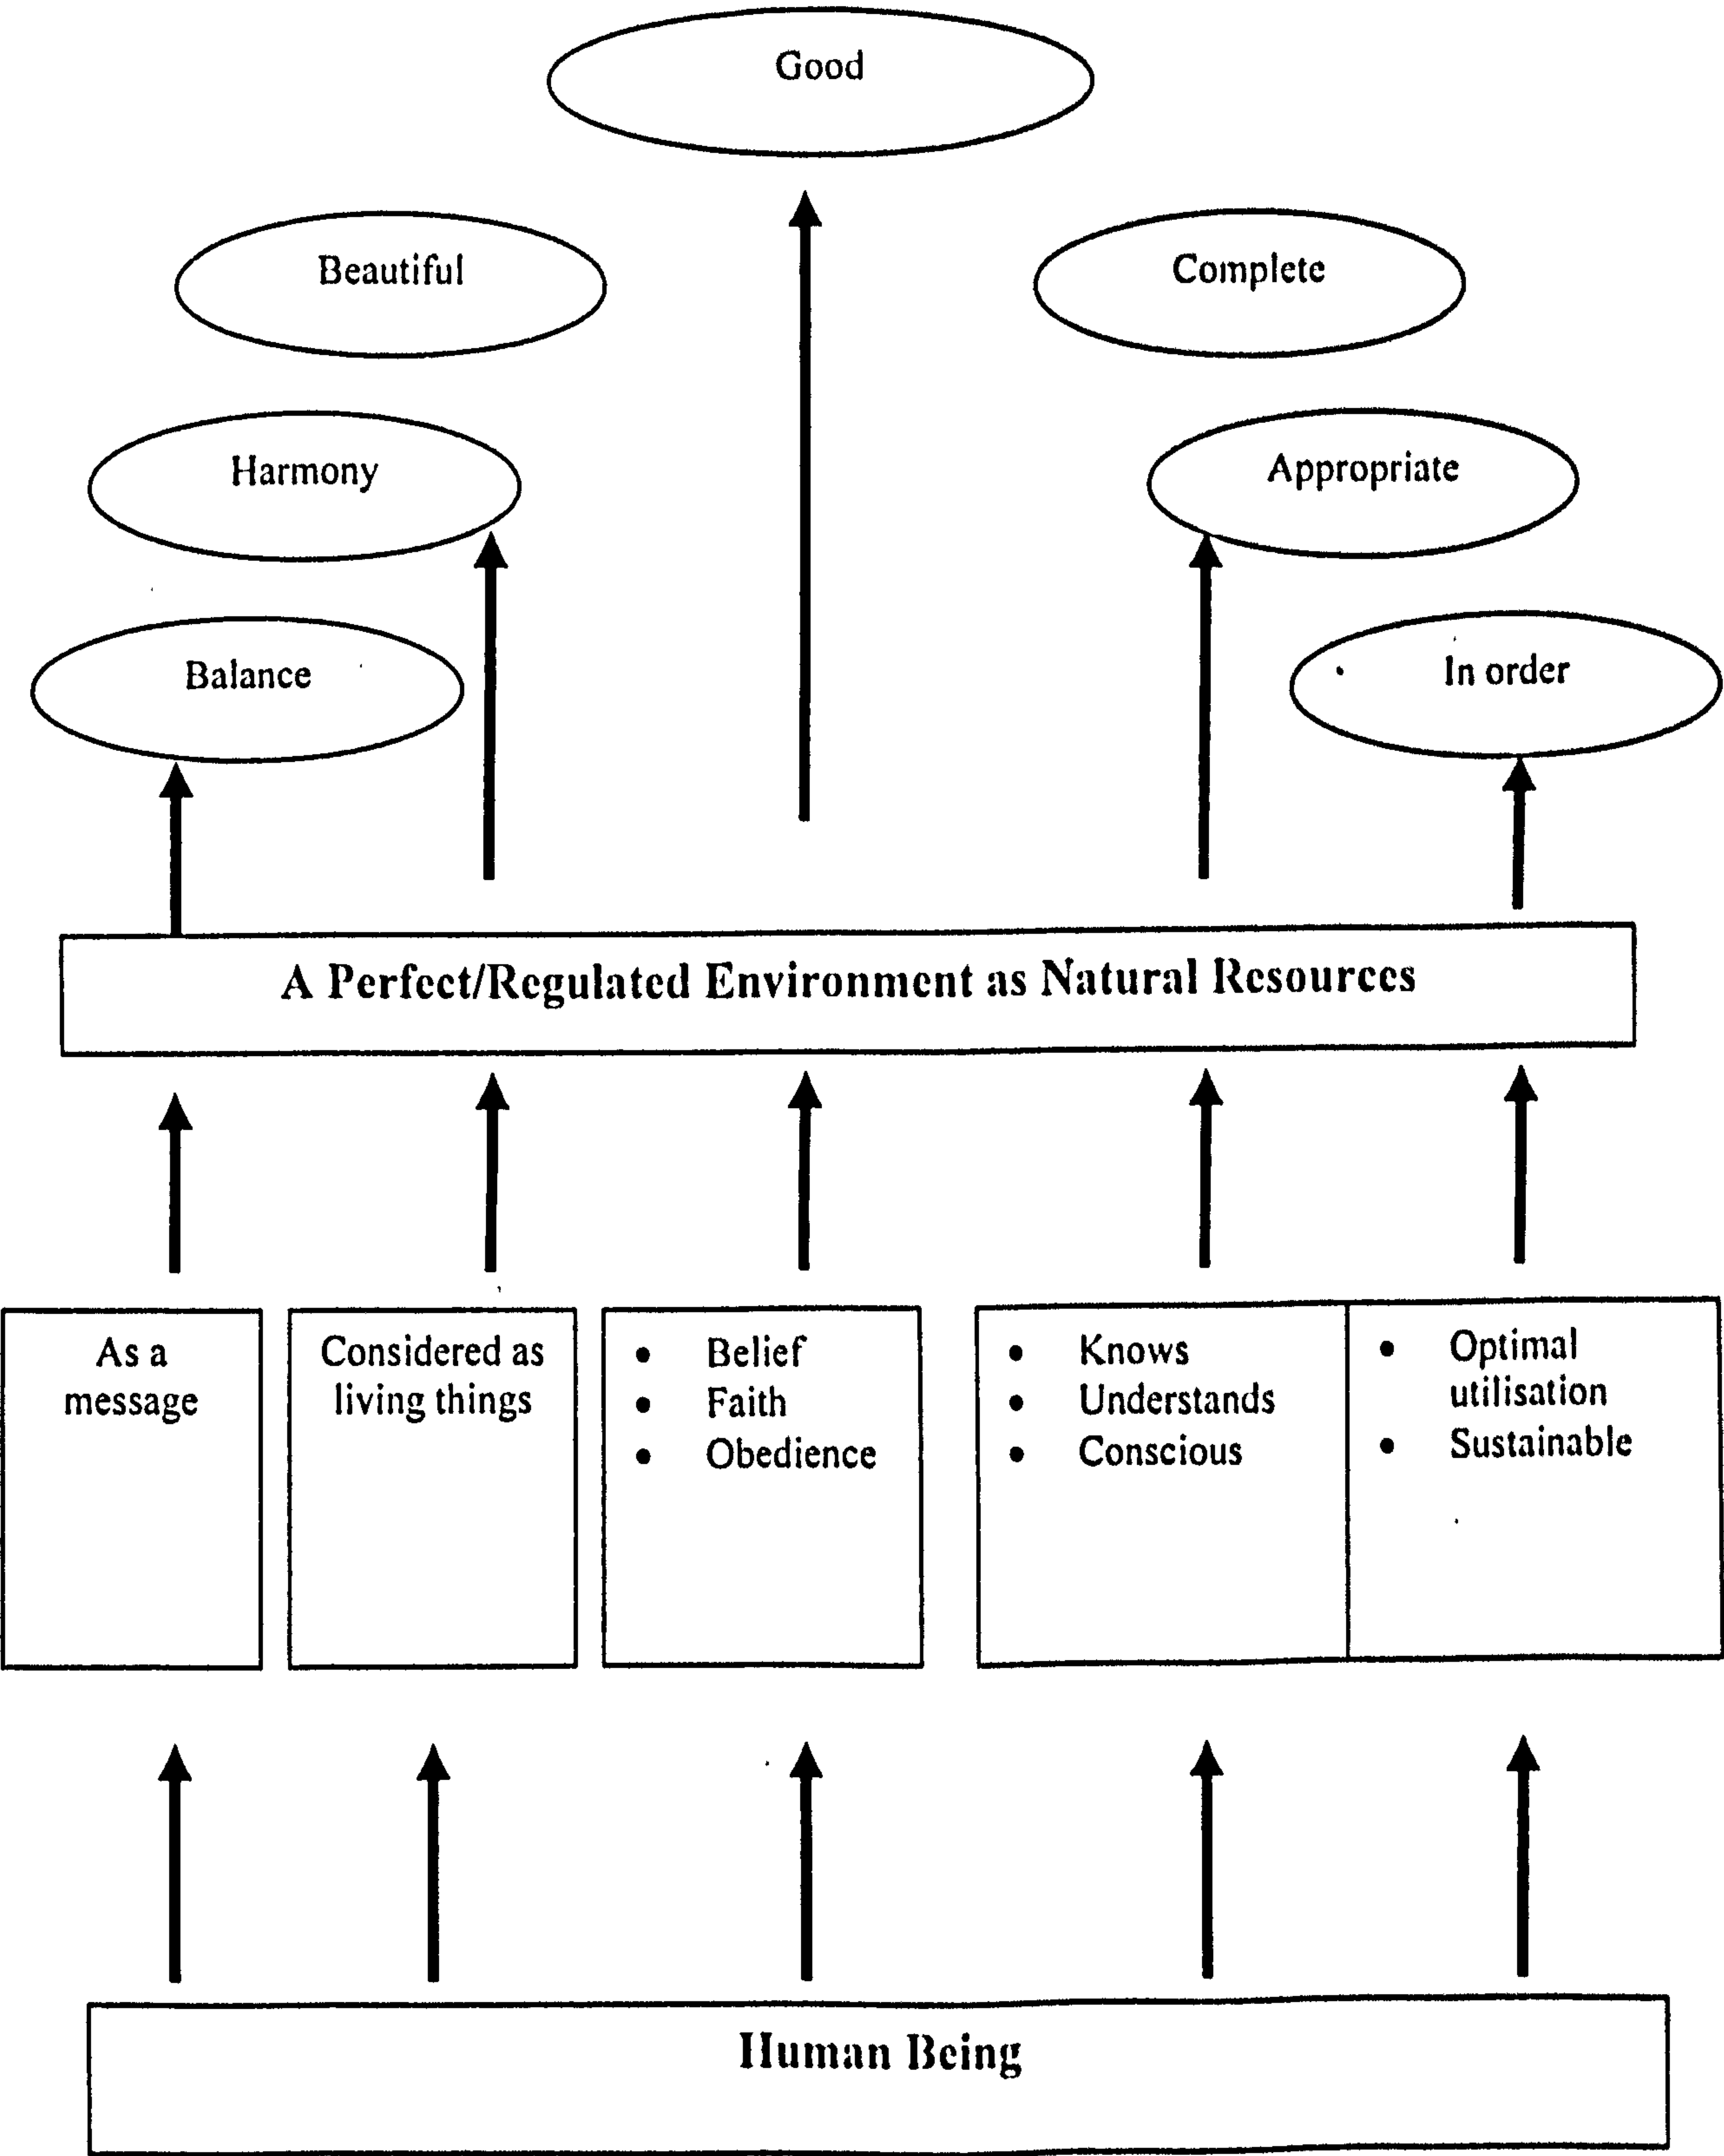 Good
Beautiful
Complete
Harmony
Appropriate
Balance
In order
A Perfect/Regulated Environment as Natural Resources
As a
message
Considered as
living things
• Belief
• Faith
• Obedience
• Knows
• Understands
• Conscious
• Optimal
utilisation
• Sustainable
Human Being